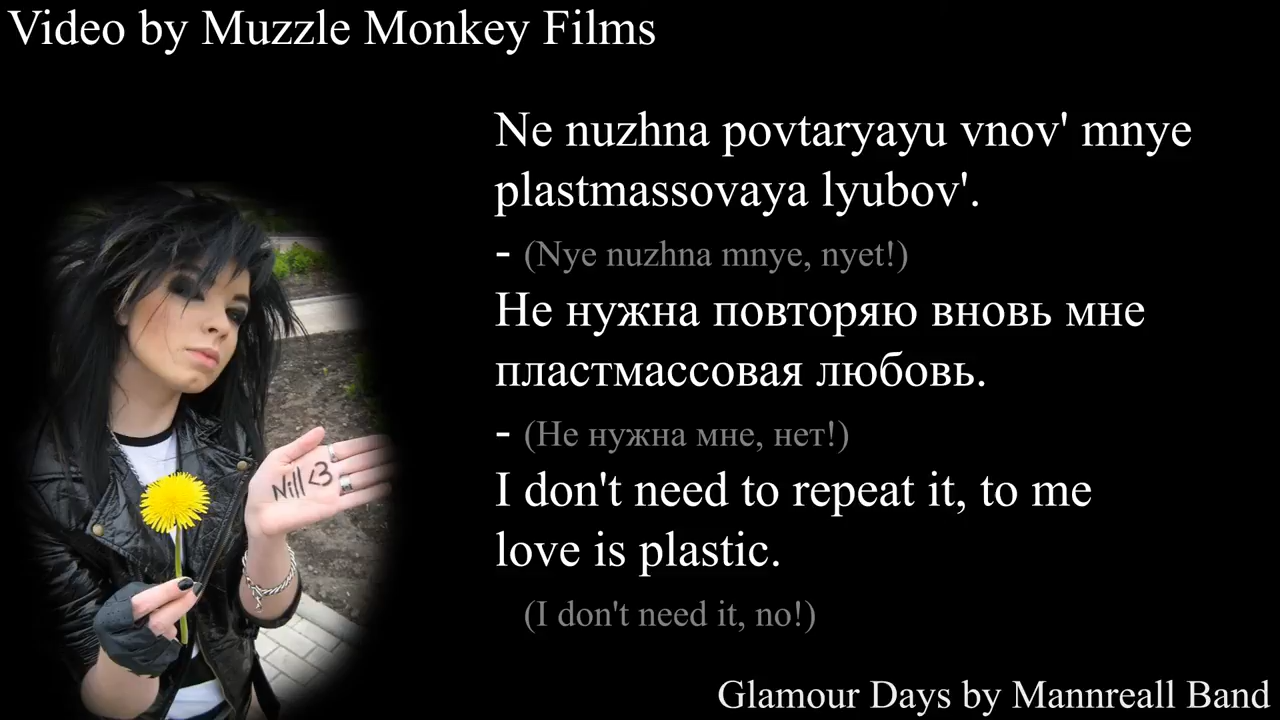 Video by Muzzle Monkey Films
Ne nuzhna povtaryayu vnov' mnye
plastmassovaya lyubov'.
- (Nye nuzhna mnye, nyet!)
Не нужна повторяю вновь мне
пластмассовая любовь.
- (Не нужна мне, нет!)
I don't need to repeat it, to me
love is plastic.
(I don't need it, no!)
Nill <3
Glamour Days by Mannreall Band